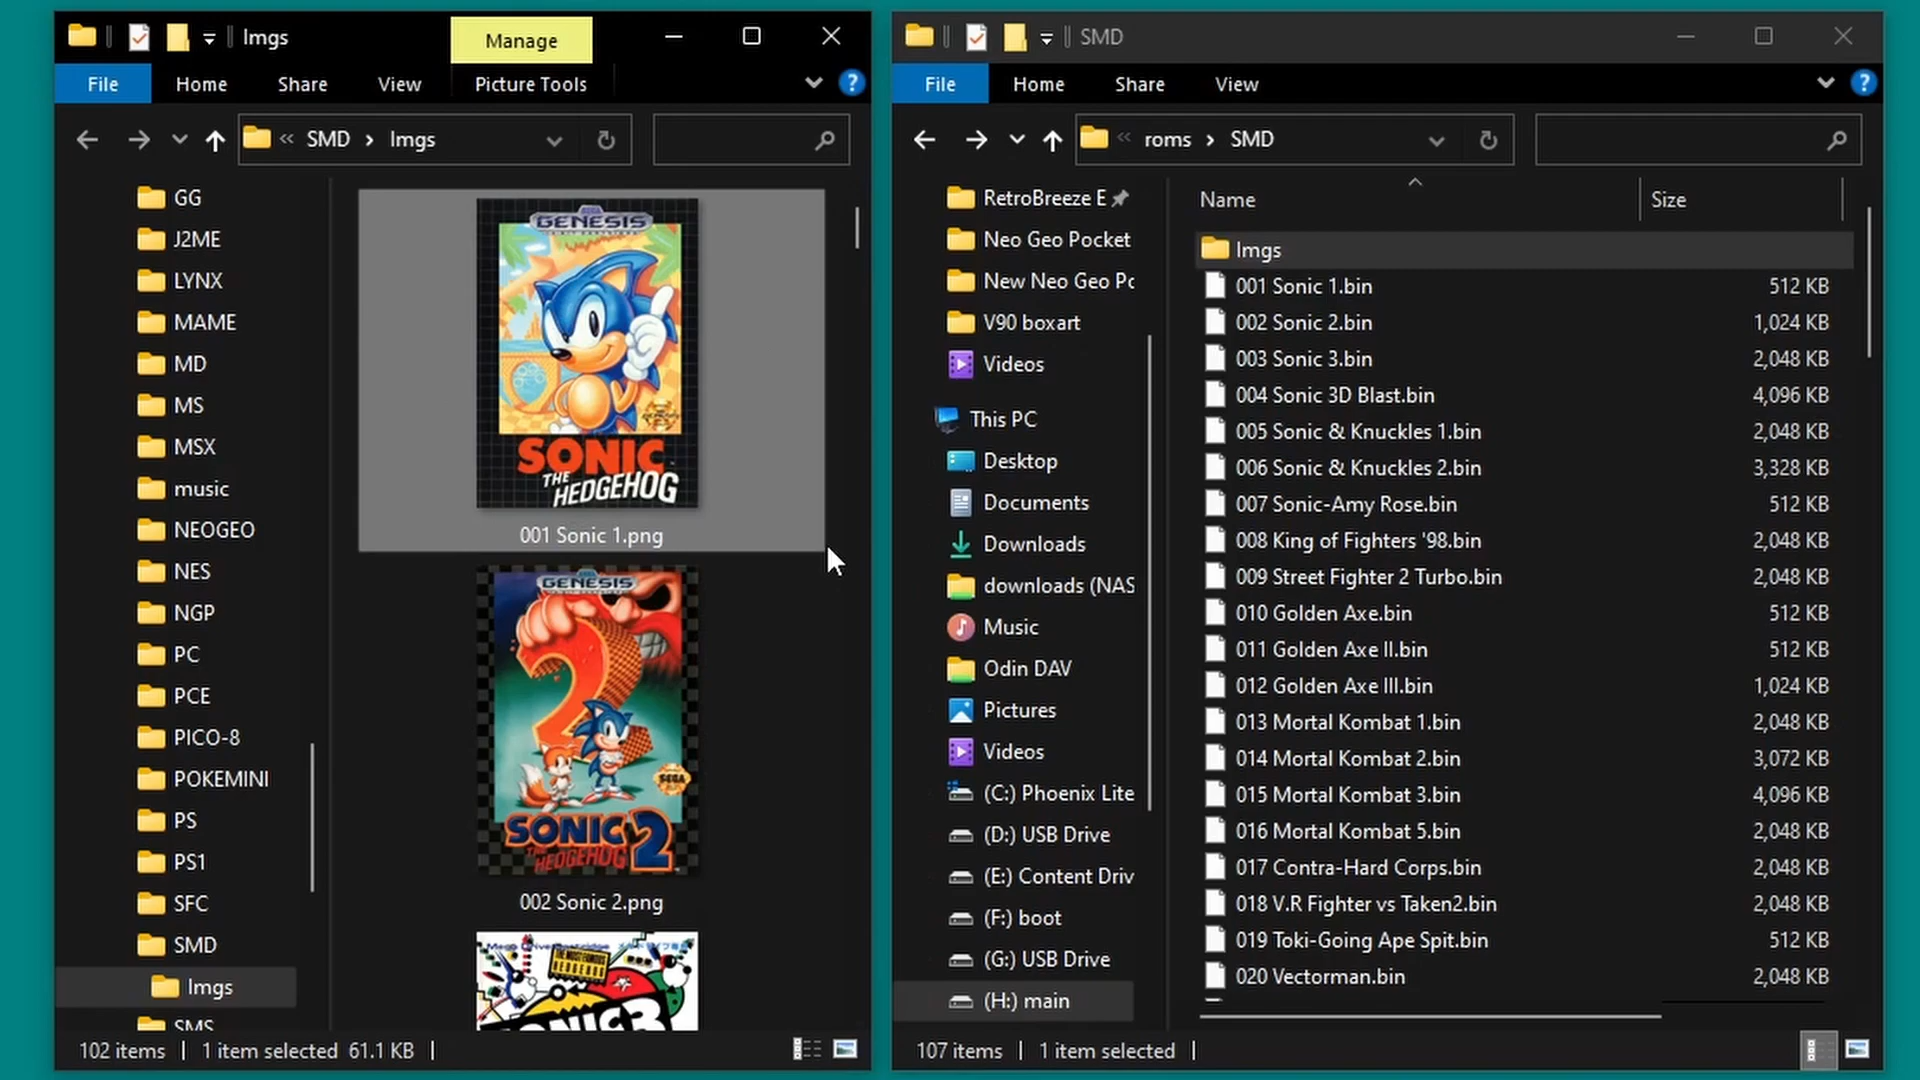 Imgs
Manage
File
Home
Share
View
Picture Tools
?
«
SMD
›
Imgs
GG
J2ME
LYNX
MAME
MD
MS
MSX
music
NEOGEO
NES
NGP
PC
PCE
PICO-8
POKEMINI
PS
PS1
SFC
SMD
Imgs
SMS
GENESIS
SONIC
THE
HEDGEHOG
001 Sonic 1.png
GENESIS
2
SEGA
SONIC 2
THE
HEDGEHOG
002 Sonic 2.png
SONIC 3
102 items
1 item selected 61.1 KB
SMD
File
Home
Share
View
?
«
roms
›
SMD
RetroBreeze E
Neo Geo Pocket
New Neo Geo Pc
V90 boxart
Videos
This PC
Desktop
Documents
Downloads
downloads (NAS
Music
Odin DAV
Pictures
Videos
(C:) Phoenix Lite
(D:) USB Drive
(E:) Content Driv
(F:) boot
(G:) USB Drive
(H:) main
Name Size
Imgs
001 Sonic 1.bin 512 KB
002 Sonic 2.bin 1,024 KB
003 Sonic 3.bin 2,048 KB
004 Sonic 3D Blast.bin 4,096 KB
005 Sonic & Knuckles 1.bin 2,048 KB
006 Sonic & Knuckles 2.bin 3,328 KB
007 Sonic-Amy Rose.bin 512 KB
008 King of Fighters '98.bin 2,048 KB
009 Street Fighter 2 Turbo.bin 2,048 KB
010 Golden Axe.bin 512 KB
011 Golden Axe II.bin 512 KB
012 Golden Axe III.bin 1,024 KB
013 Mortal Kombat 1.bin 2,048 KB
014 Mortal Kombat 2.bin 3,072 KB
015 Mortal Kombat 3.bin 4,096 KB
016 Mortal Kombat 5.bin 2,048 KB
017 Contra-Hard Corps.bin 2,048 KB
018 V.R Fighter vs Taken2.bin 2,048 KB
019 Toki-Going Ape Spit.bin 512 KB
020 Vectorman.bin 2,048 KB
107 items
1 item selected